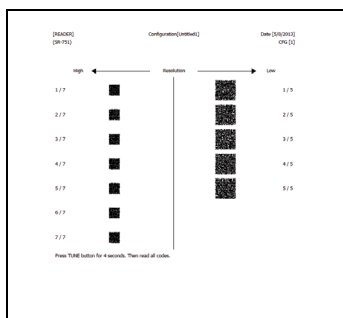 [READER] Configuration[Untitled1] Date [5/8/2013]
(SR-751) CFG [1]
High Resolution Low
1 / 7 1 / 5
2 / 7 2 / 5
3 / 7 3 / 5
4 / 7 4 / 5
5 / 7 5 / 5
6 / 7
7 / 7
Press TUNE button for 4 seconds. Then read all codes.